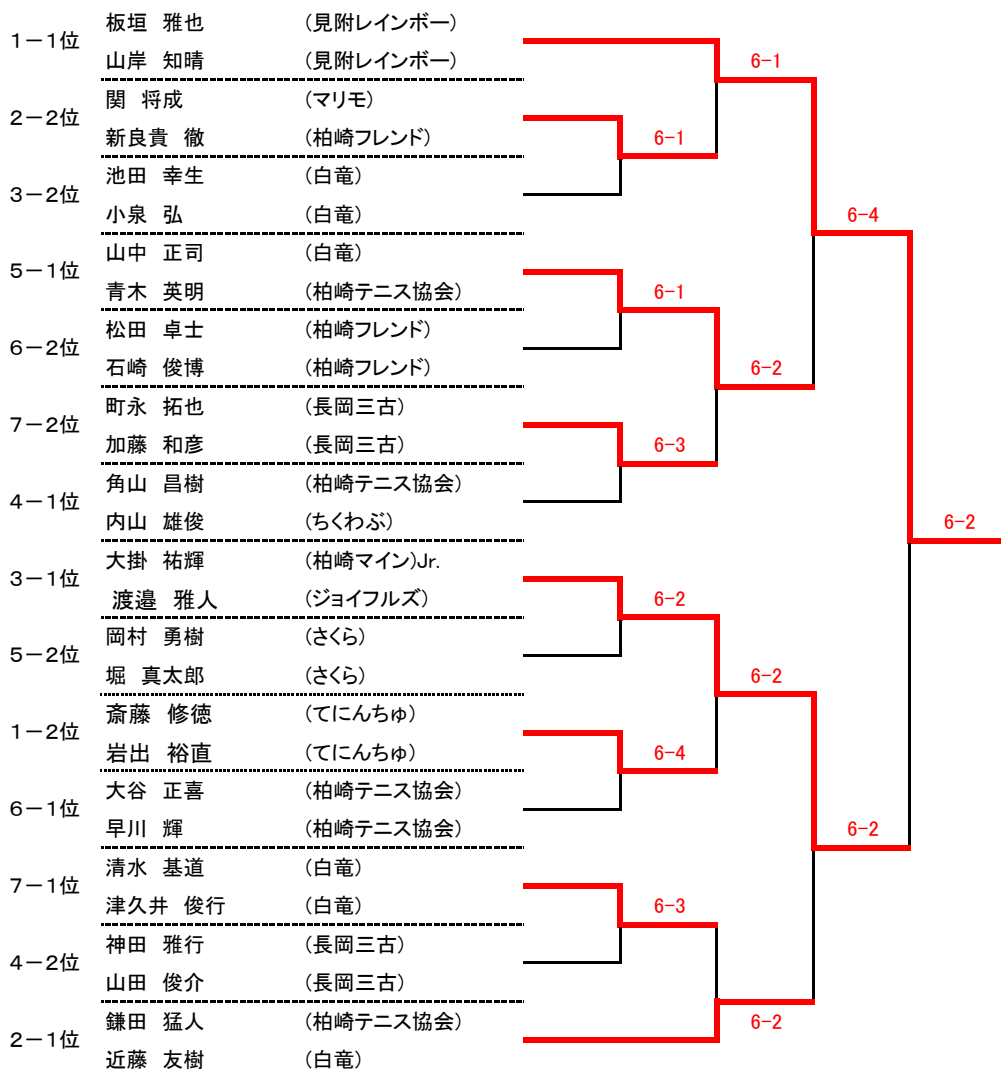 板垣 雅也 (見附レインボー)
1－1位 6-1
山岸 知晴 (見附レインボー)
関 将成 (マリモ)
2－2位
新良貴 徹 (柏崎フレンド) 6-1
池田 幸生 (白竜)
3－2位
小泉 弘 (白竜) 6-4
山中 正司 (白竜)
5－1位
青木 英明 (柏崎テニス協会) 6-1
松田 卓士 (柏崎フレンド)
6－2位
石崎 俊博 (柏崎フレンド) 6-2
町永 拓也 (長岡三古)
7－2位
加藤 和彦 (長岡三古) 6-3
角山 昌樹 (柏崎テニス協会)
4－1位
内山 雄俊 (ちくわぶ) 6-2
大掛 祐輝 (柏崎マイン)Jr.
3－1位
渡邉 雅人 (ジョイフルズ) 6-2
岡村 勇樹 (さくら)
5－2位
堀 真太郎 (さくら) 6-2
斎藤 修徳 (てにんちゅ)
1－2位
岩出 裕直 (てにんちゅ) 6-4
大谷 正喜 (柏崎テニス協会)
6－1位
早川 輝 (柏崎テニス協会) 6-2
清水 基道 (白竜)
7－1位
津久井 俊行 (白竜) 6-3
神田 雅行 (長岡三古)
4－2位
山田 俊介 (長岡三古)
鎌田 猛人 (柏崎テニス協会) 6-2
2－1位
近藤 友樹 (白竜)